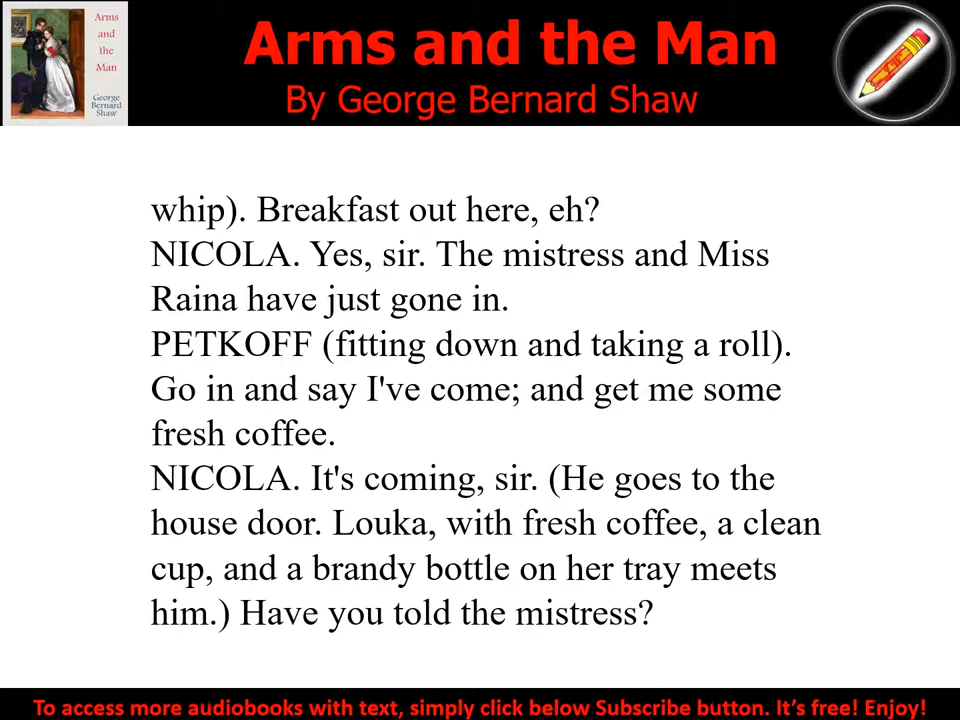 Arms
and
the
Man
George
Bernard
Shaw
Arms and the Man
By George Bernard Shaw
whip). Breakfast out here, eh?
NICOLA. Yes, sir. The mistress and Miss
Raina have just gone in.
PETKOFF (fitting down and taking a roll).
Go in and say I've come; and get me some
fresh coffee.
NICOLA. It's coming, sir. (He goes to the
house door. Louka, with fresh coffee, a clean
cup, and a brandy bottle on her tray meets
him.) Have you told the mistress?
To access more audiobooks with text, simply click below Subscribe button. It's free! Enjoy!